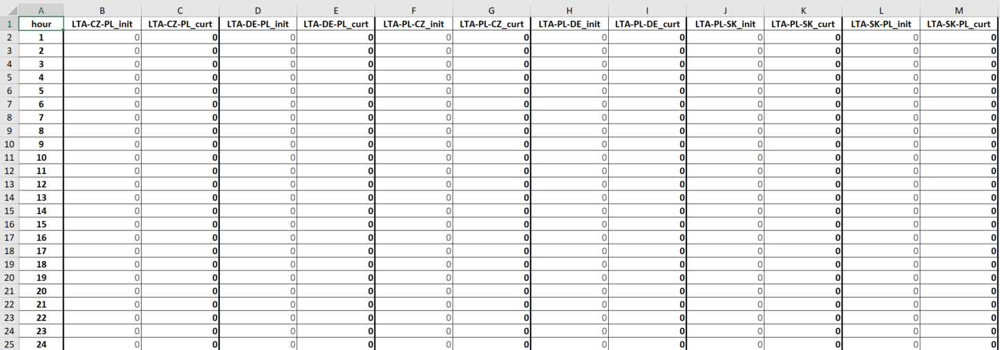 A B C D E F G H I J K L M
1 hour LTA-CZ-PL_init LTA-CZ-PL_curt LTA-DE-PL_init LTA-DE-PL_curt LTA-PL-CZ_init LTA-PL-CZ_curt LTA-PL-DE_init LTA-PL-DE_curt LTA-PL-SK_init LTA-PL-SK_curt LTA-SK-PL_init LTA-SK-PL_curt
2 1 0 0 0 0 0 0 0 0 0 0 0 0
3 2 0 0 0 0 0 0 0 0 0 0 0 0
4 3 0 0 0 0 0 0 0 0 0 0 0 0
5 4 0 0 0 0 0 0 0 0 0 0 0 0
6 5 0 0 0 0 0 0 0 0 0 0 0 0
7 6 0 0 0 0 0 0 0 0 0 0 0 0
8 7 0 0 0 0 0 0 0 0 0 0 0 0
9 8 0 0 0 0 0 0 0 0 0 0 0 0
10 9 0 0 0 0 0 0 0 0 0 0 0 0
11 10 0 0 0 0 0 0 0 0 0 0 0 0
12 11 0 0 0 0 0 0 0 0 0 0 0 0
13 12 0 0 0 0 0 0 0 0 0 0 0 0
14 13 0 0 0 0 0 0 0 0 0 0 0 0
15 14 0 0 0 0 0 0 0 0 0 0 0 0
16 15 0 0 0 0 0 0 0 0 0 0 0 0
17 16 0 0 0 0 0 0 0 0 0 0 0 0
18 17 0 0 0 0 0 0 0 0 0 0 0 0
19 18 0 0 0 0 0 0 0 0 0 0 0 0
20 19 0 0 0 0 0 0 0 0 0 0 0 0
21 20 0 0 0 0 0 0 0 0 0 0 0 0
22 21 0 0 0 0 0 0 0 0 0 0 0 0
23 22 0 0 0 0 0 0 0 0 0 0 0 0
24 23 0 0 0 0 0 0 0 0 0 0 0 0
25 24 0 0 0 0 0 0 0 0 0 0 0 0